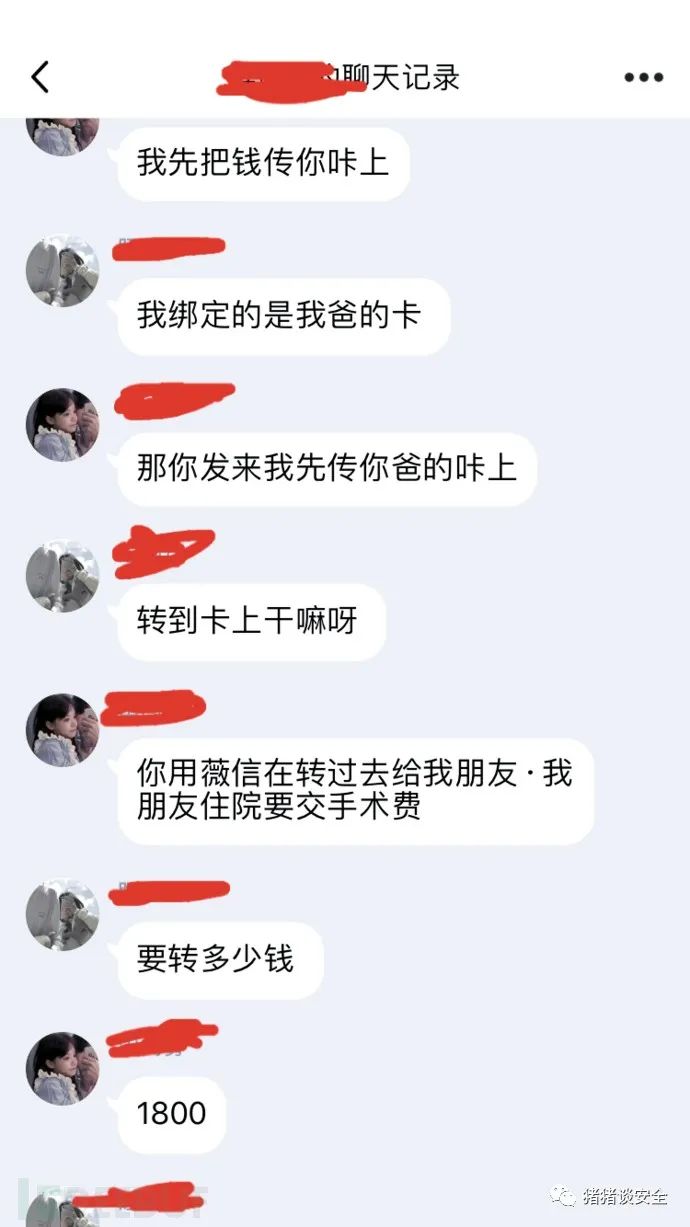 的聊天记录
我先把钱传你咔上
我绑定的是我爸的卡
那你发来我先传你爸的咔上
转到卡上干嘛呀
你用薇信在转过去给我朋友·我
朋友住院要交手术费
要转多少钱
1800
猪猪谈安全